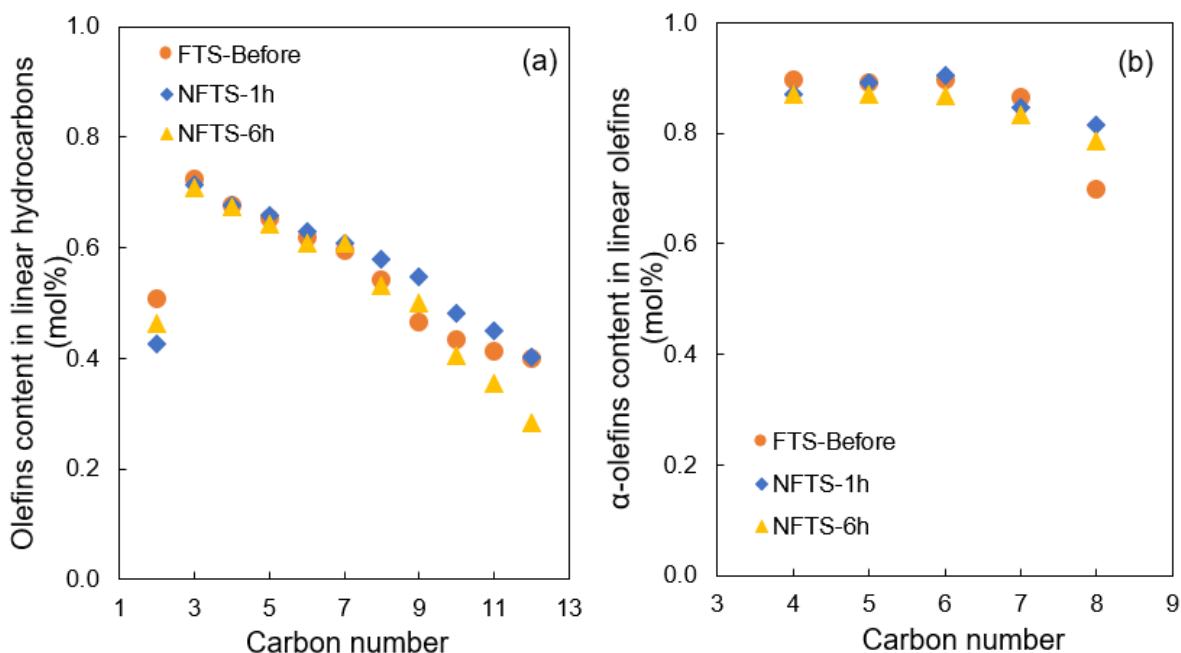 Olefins content in linear hydrocarbons
(mol%)
1.0
0.8
0.6
0.4
0.2
0.0
FTS-Before
NFTS-1h
NFTS-6h
(a)
1
3
5
7
9
11
13
Carbon number
α-olefins content in linear olefins
(mol%)
1.0
0.8
0.6
0.4
0.2
0.0
(b)
FTS-Before
NFTS-1h
NFTS-6h
3
4
5
6
7
8
9
Carbon number